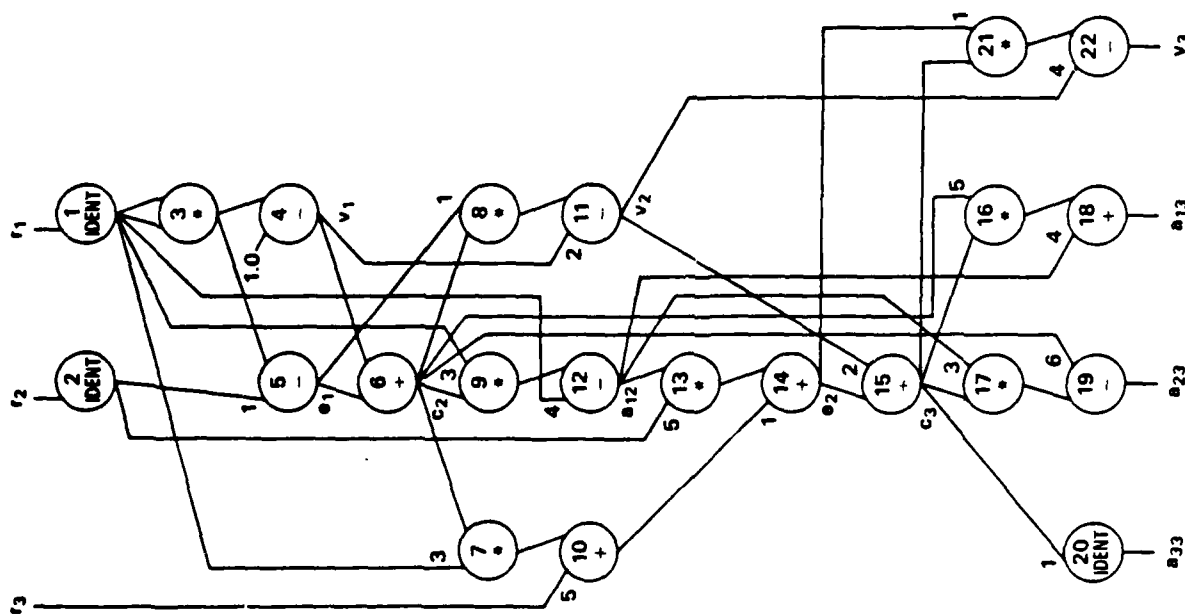 r₃
r₂
r₁
2 IDENT
1 IDENT
3 *
1.0
4 −
v₁
1
5 −
e₁
6 +
c₂
3
7 *
3
9 *
1
8 *
5
10 +
4
12 −
a₁₂
2
11 −
v₂
5
13 *
1
14 +
e₂
2
15 +
c₃
3
17 *
5
16 *
1
21 *
1
20 IDENT
6
19 −
4
18 +
4
22 −
a₃₃
a₂₃
a₁₃
v₃